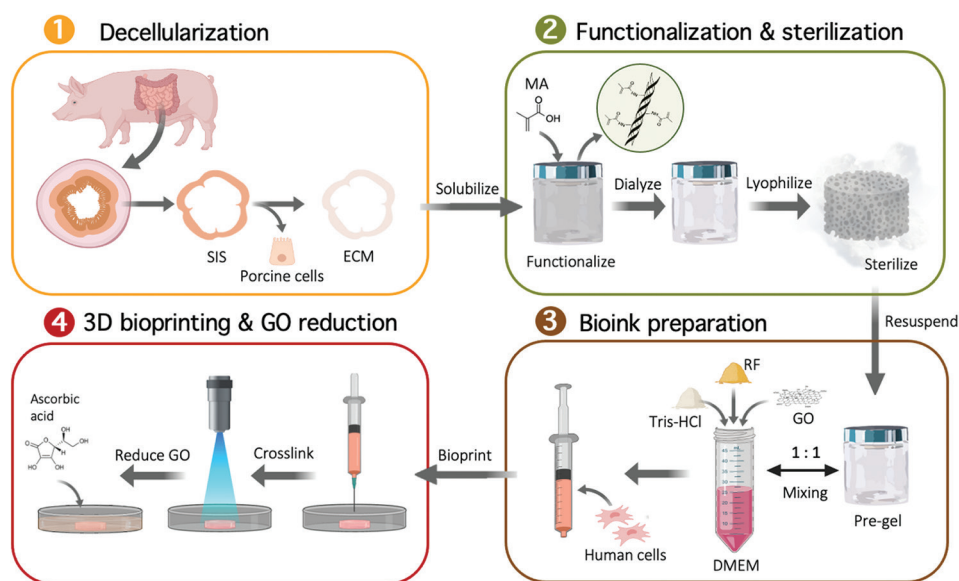 1 Decellularization
SIS
Porcine cells
ECM
Solubilize
2 Functionalization & sterilization
MA
O
OH
Functionalize
Dialyze
Lyophilize
Sterilize
Resuspend
3 Bioink preparation
RF
Tris-HCl
GO
1 : 1
Mixing
Pre-gel
DMEM
Human cells
Bioprint
4 3D bioprinting & GO reduction
Ascorbic
acid
Reduce GO
Crosslink